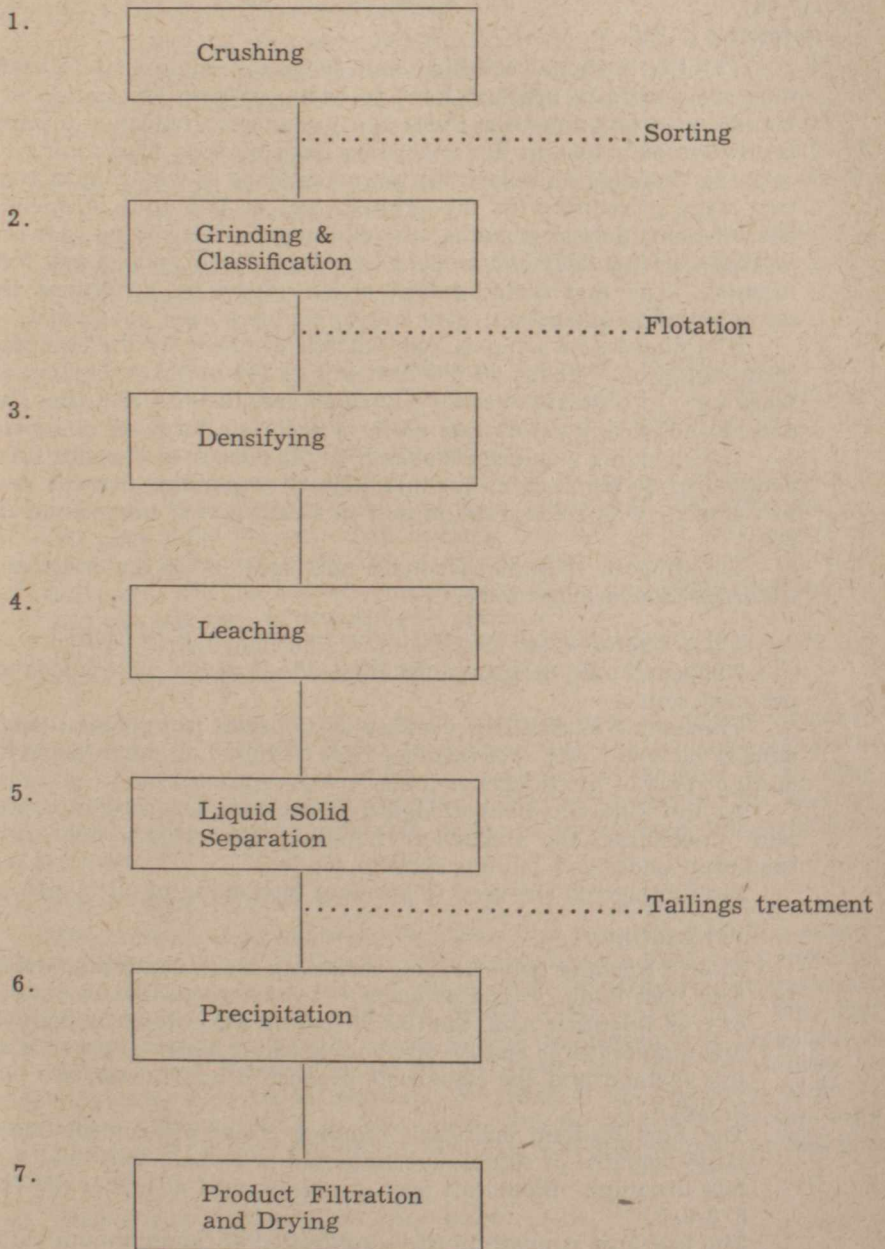 1.
Crushing
..........................Sorting
2.
Grinding &
Classification
..........................Flotation
3.
Densifying
4.
Leaching
5.
Liquid Solid
Separation
..........................Tailings treatment
6.
Precipitation
7.
Product Filtration
and Drying